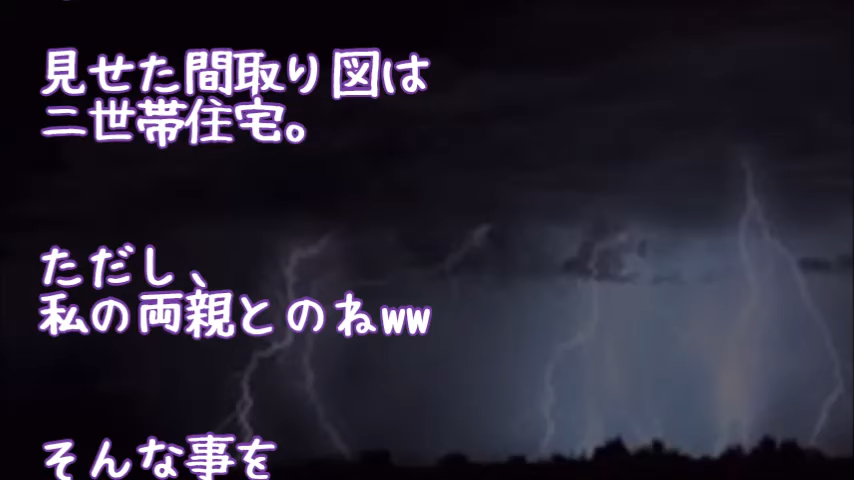 見せた間取り図は
二世帯住宅。
ただし、
私の両親とのねww
そんな事を